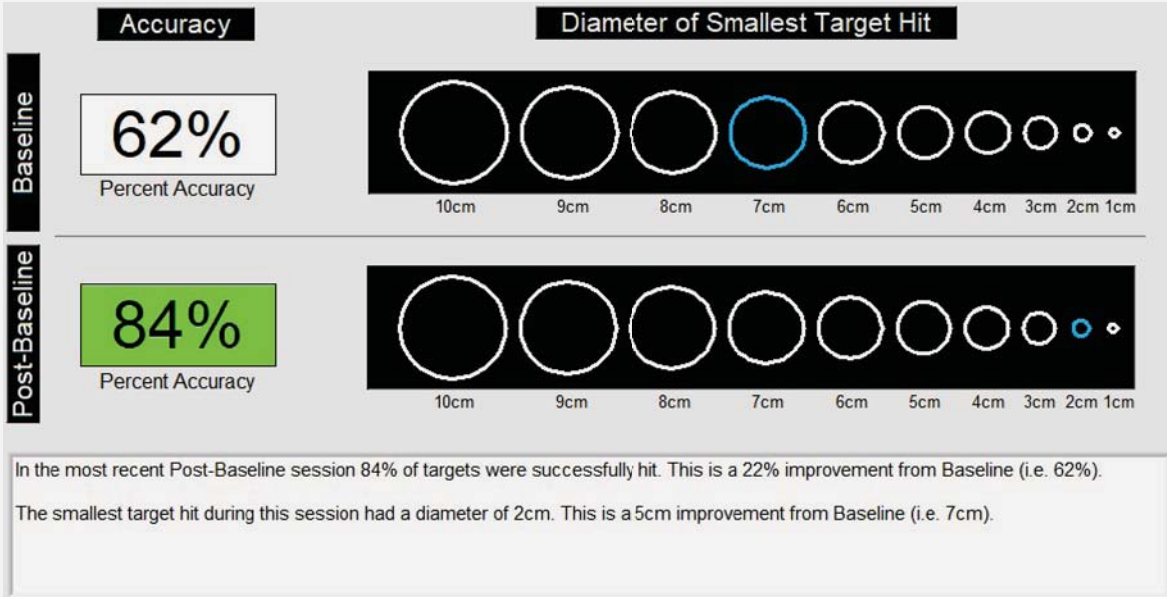 Accuracy
Diameter of Smallest Target Hit
Baseline
62%
Percent Accuracy
10cm 9cm 8cm 7cm 6cm 5cm 4cm 3cm 2cm 1cm
Post-Baseline
84%
Percent Accuracy
10cm 9cm 8cm 7cm 6cm 5cm 4cm 3cm 2cm 1cm
In the most recent Post-Baseline session 84% of targets were successfully hit. This is a 22% improvement from Baseline (i.e. 62%).
The smallest target hit during this session had a diameter of 2cm. This is a 5cm improvement from Baseline (i.e. 7cm).